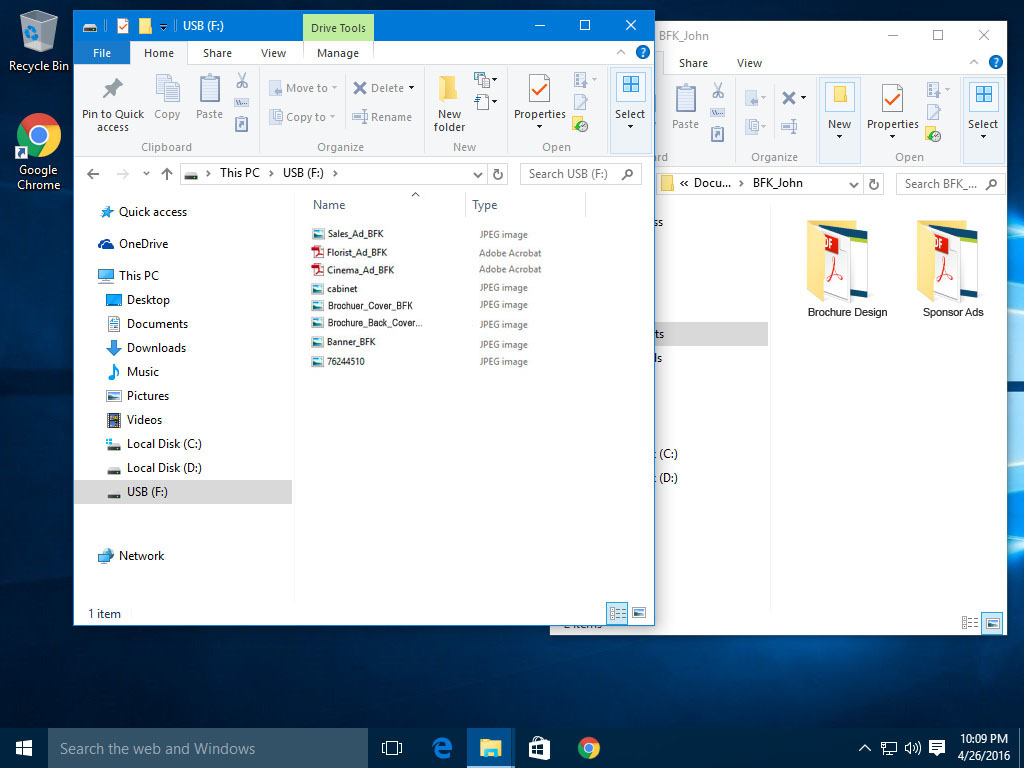 Recycle Bin
Google
Chrome
USB (F:)
Drive Tools
File
Home
Share
View
Manage
Pin to Quick
access
Copy
Paste
Clipboard
Move to
Copy to
Delete
Rename
Organize
New
folder
New
Properties
Open
Select
This PC
USB (F:)
Search USB (F:)
Quick access
OneDrive
This PC
Desktop
Documents
Downloads
Music
Pictures
Videos
Local Disk (C:)
Local Disk (D:)
USB (F:)
Network
Name
Type
Sales_Ad_BFK
JPEG image
Florist_Ad_BFK
Adobe Acrobat
Cinema_Ad_BFK
Adobe Acrobat
cabinet
JPEG image
Brochuer_Cover_BFK
JPEG image
Brochure_Back_Cover...
JPEG image
Banner_BFK
JPEG image
76244510
JPEG image
1 item
BFK_John
Share
View
Paste
Organize
New
Properties
Open
Select
« Docu...
BFK_John
Search BFK_...
(C:)
(D:)
PDF
Brochure Design
PDF
Sponsor Ads
Search the web and Windows
10:09 PM
4/26/2016